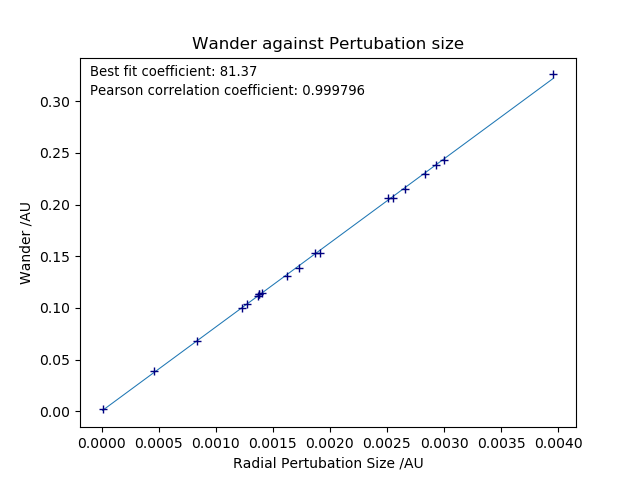 Wander against Pertubation size
Best fit coefficient: 81.37
Pearson correlation coefficient: 0.999796
0.30
0.25
0.20
0.15
0.10
0.05
0.00
Wander /AU
0.0000 0.0005 0.0010 0.0015 0.0020 0.0025 0.0030 0.0035 0.0040
Radial Pertubation Size /AU